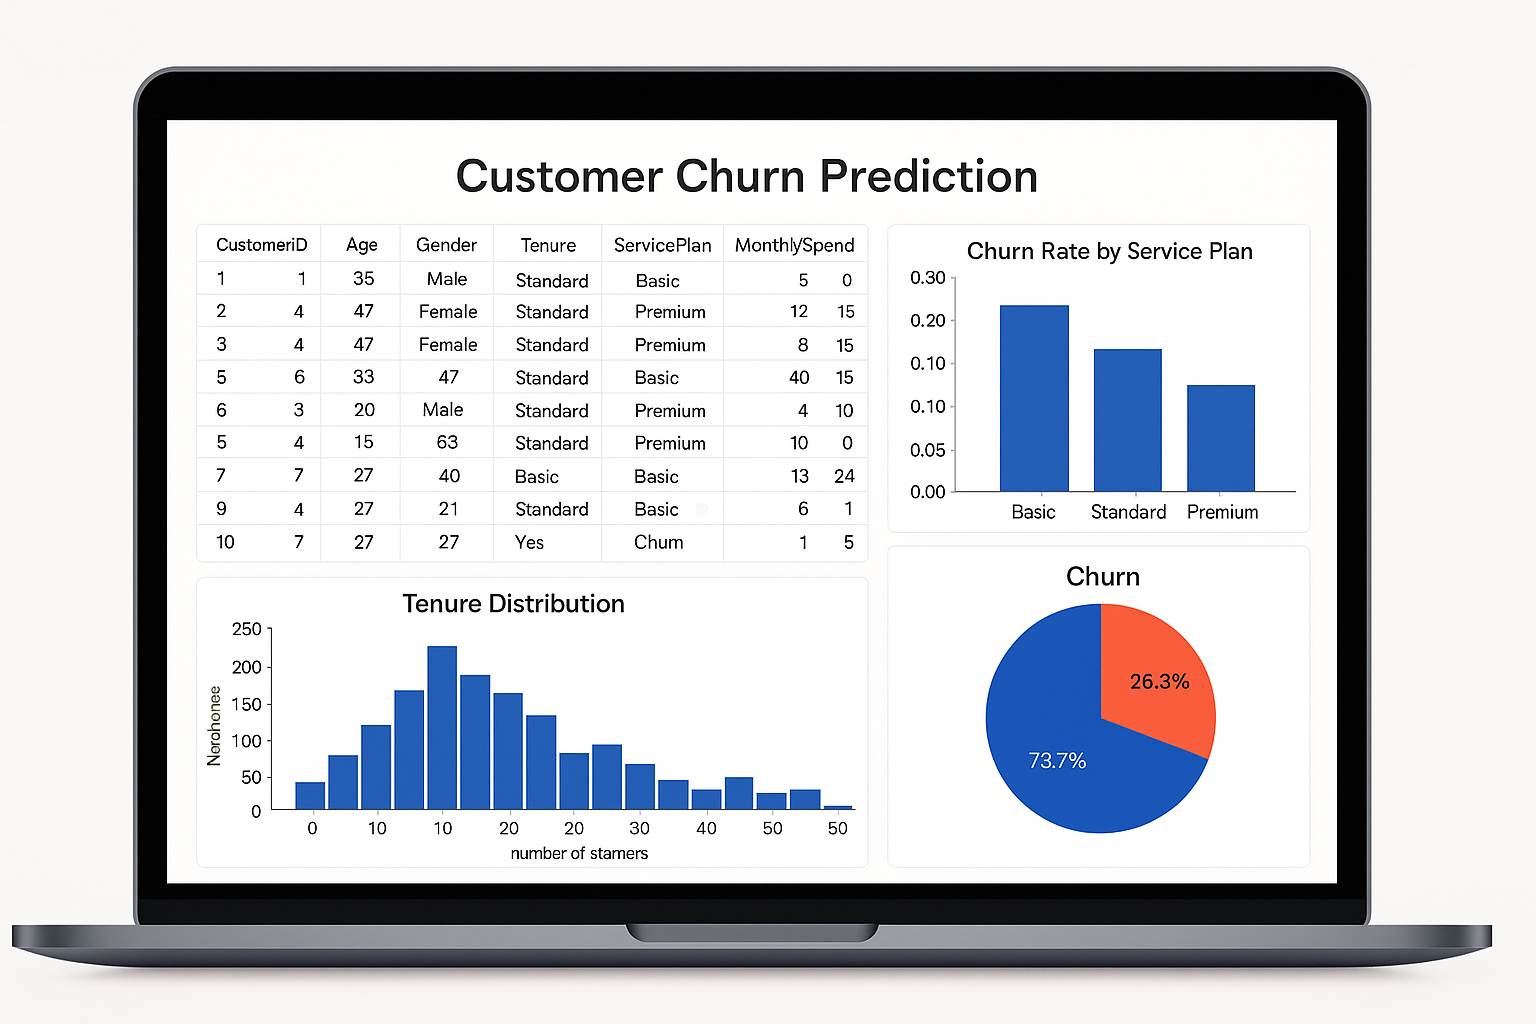 Customer Churn Prediction
CustomeriD Age Gender Tenure ServicePlan Monthly/Spend
1 1 35 Male Standard Basic 5 0
2 4 47 Female Standard Premium 12 15
3 4 47 Female Standard Premium 8 15
5 6 33 47 Standard Basic 40 15
6 3 20 Male Standard Premium 4 10
5 4 15 63 Standard Premium 10 0
7 7 27 40 Basic Basic 13 24
9 4 27 21 Standard Basic 6 1
10 7 27 27 Yes Chum 1 5
Churn Rate by Service Plan
0.30
0.20
0.10
0.10
0.05
0.00
Basic Standard Premium
Tenure Distribution
Nerohonee
250
200
150
100
50
0
0 10 10 20 20 30 40 50 50
number of stamers
Churn
26.3%
73.7%